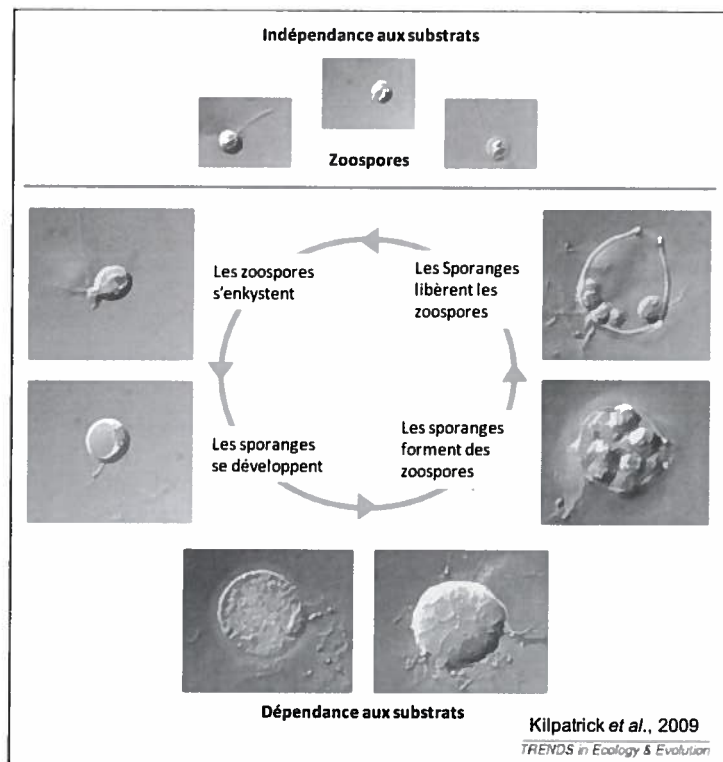 Indépendance aux substrats
Zoospores
Les zoospores
s'enkystent
Les Sporanges
libèrent les
zoospores
Les sporanges
se développent
Les sporanges
forment des
zoospores
Dépendance aux substrats
Kilpatrick et al., 2009
TRENDS in Ecology & Evolution